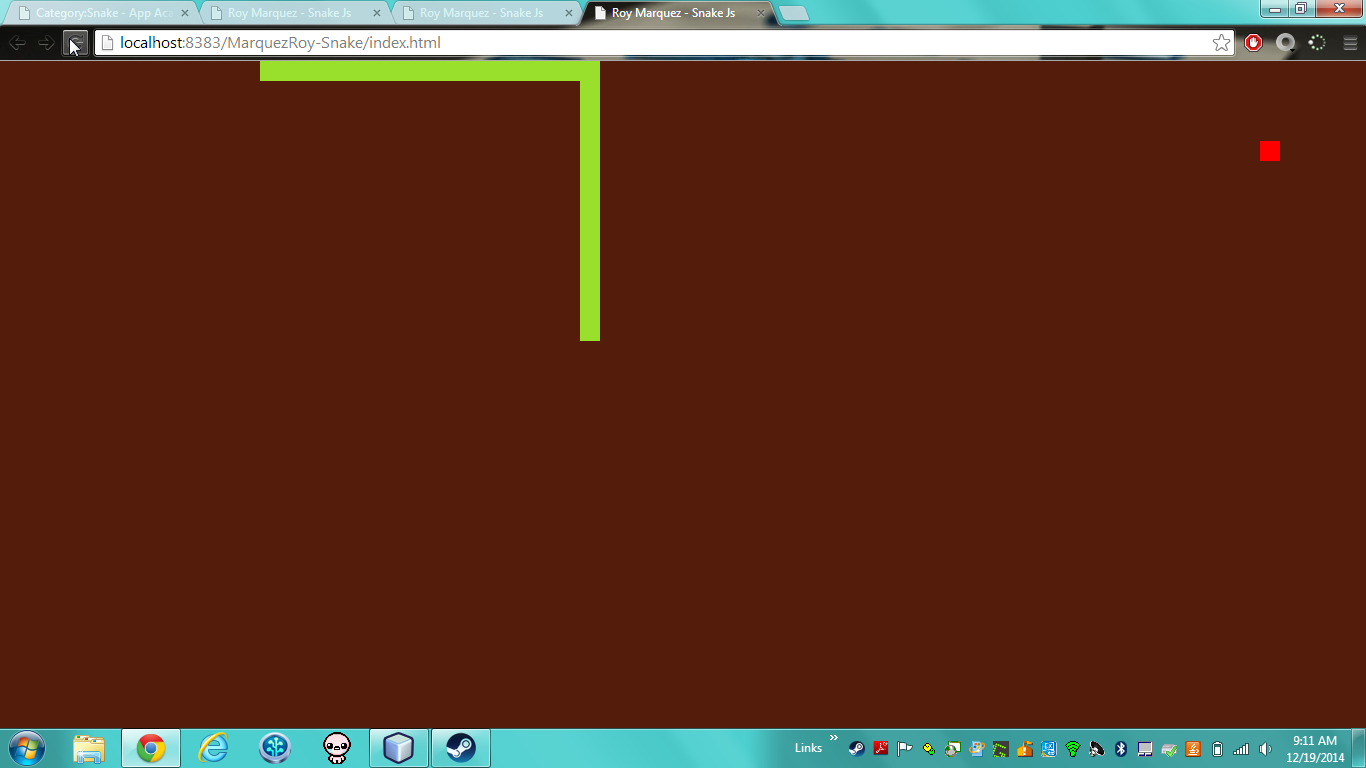 Category:Snake - App Aca
Roy Marquez - Snake Js
Roy Marquez - Snake Js
Roy Marquez - Snake Js
localhost:8383/MarquezRoy-Snake/index.html
Links
9:11 AM
12/19/2014